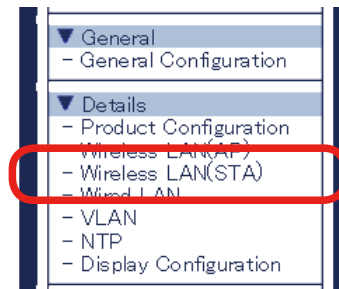 ▼ General
- General Configuration
▼ Details
- Product Configuration
- Wireless LAN(AP)
- Wireless LAN(STA)
- Wired LAN
- VLAN
- NTP
- Display Configuration